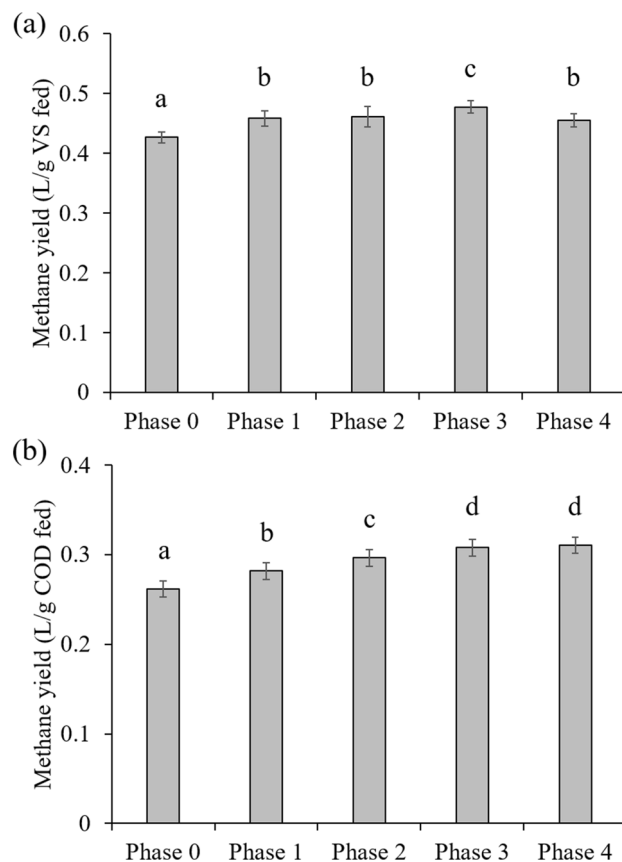 (a)
Methane yield (L/g VS fed)
0.6
0.5
0.4
0.3
0.2
0.1
0
a
b
b
c
b
Phase 0 Phase 1 Phase 2 Phase 3 Phase 4
(b)
Methane yield (L/g COD fed)
0.4
0.3
0.2
0.1
0
a
b
c
d
d
Phase 0 Phase 1 Phase 2 Phase 3 Phase 4